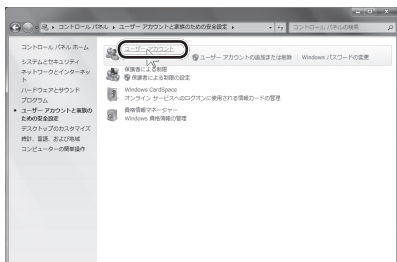 コントロール パネル ▸ ユーザー アカウントと家族のための安全設定 ▸
コントロール パネルの検索
コントロール パネル ホーム
システムとセキュリティ
ネットワークとインターネッ
ト
ハードウェアとサウンド
プログラム
ユーザー アカウントと家族の
ための安全設定
デスクトップのカスタマイズ
時計、言語、および地域
コンピューターの簡単操作
ユーザー アカウント
ユーザー アカウントの追加または削除 | Windows パスワードの変更
保護者による制限
保護者による制限の設定
Windows CardSpace
オンライン サービスへのログオンに使用される情報カードの管理
資格情報マネージャー
Windows 資格情報の管理